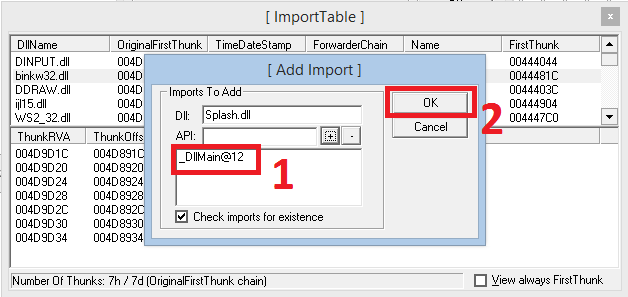 [ ImportTable ]
x
DllName OriginalFirstThunk TimeDateStamp ForwarderChain Name FirstThunk
DINPUT.dll 004D 00444044
binkw32.dll 004D 0044481C
DDRAW.dll 004D 0044403C
ijl15.dll 004D 00444904
WS2_32.dll 004D 004447C0
[ Add Import ]
Imports To Add
Dll: Splash.dll
API: + -
_DllMain@12
Check imports for existence
OK
Cancel
1
2
ThunkRVA ThunkOffs
004D9D1C 004D891C
004D9D20 004D8920
004D9D24 004D8924
004D9D28 004D8928
004D9D2C 004D892C
004D9D30 004D8930
004D9D34 004D8934
Number Of Thunks: 7h / 7d (OriginalFirstThunk chain)
View always FirstThunk